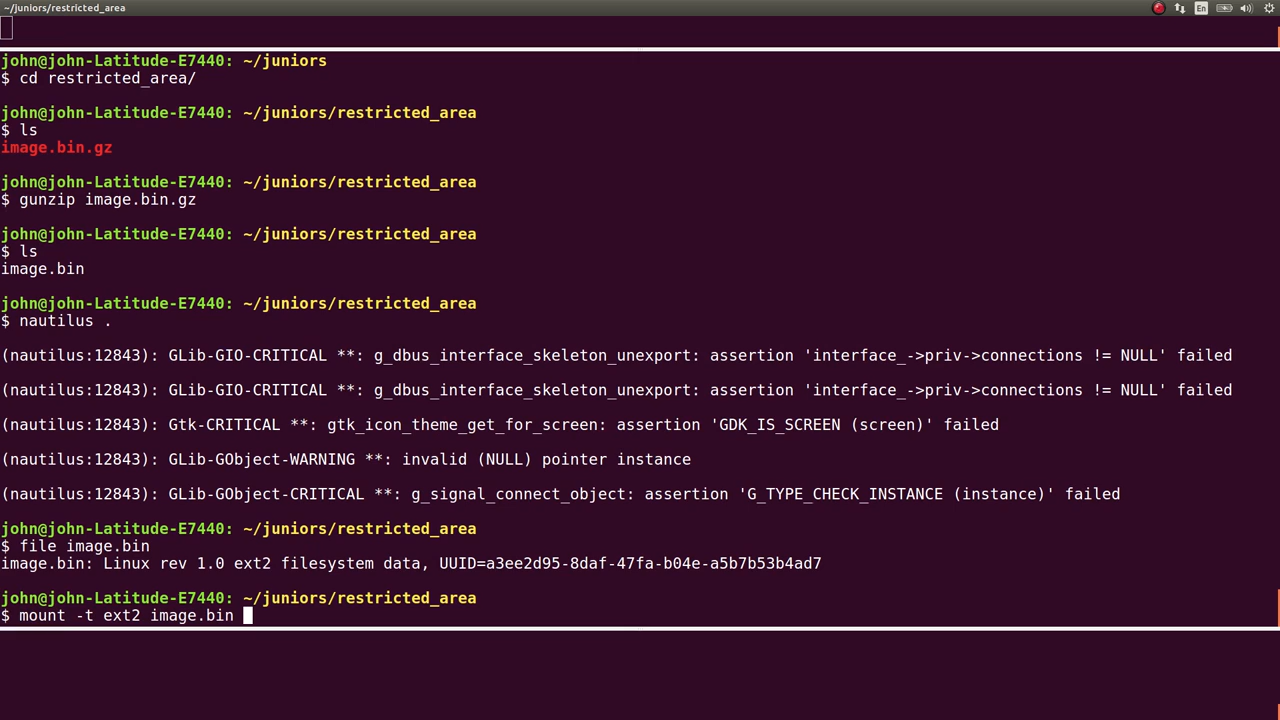 ~/juniors/restricted_area
En
john@john-Latitude-E7440: ~/juniors
$ cd restricted_area/
john@john-Latitude-E7440: ~/juniors/restricted_area
$ ls
image.bin.gz
john@john-Latitude-E7440: ~/juniors/restricted_area
$ gunzip image.bin.gz
john@john-Latitude-E7440: ~/juniors/restricted_area
$ ls
image.bin
john@john-Latitude-E7440: ~/juniors/restricted_area
$ nautilus .
(nautilus:12843): GLib-GIO-CRITICAL **: g_dbus_interface_skeleton_unexport: assertion 'interface_->priv->connections != NULL' failed
(nautilus:12843): GLib-GIO-CRITICAL **: g_dbus_interface_skeleton_unexport: assertion 'interface_->priv->connections != NULL' failed
(nautilus:12843): Gtk-CRITICAL **: gtk_icon_theme_get_for_screen: assertion 'GDK_IS_SCREEN (screen)' failed
(nautilus:12843): GLib-GObject-WARNING **: invalid (NULL) pointer instance
(nautilus:12843): GLib-GObject-CRITICAL **: g_signal_connect_object: assertion 'G_TYPE_CHECK_INSTANCE (instance)' failed
john@john-Latitude-E7440: ~/juniors/restricted_area
$ file image.bin
image.bin: Linux rev 1.0 ext2 filesystem data, UUID=a3ee2d95-8daf-47fa-b04e-a5b7b53b4ad7
john@john-Latitude-E7440: ~/juniors/restricted_area
$ mount -t ext2 image.bin